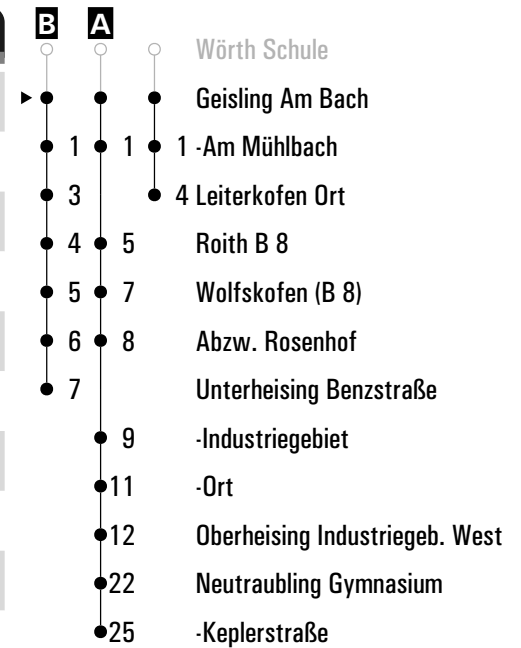 B A
Wörth Schule
Geisling Am Bach
1 1 1 -Am Mühlbach
3 4 Leiterkofen Ort
4 5 Roith B 8
5 7 Wolfskofen (B 8)
6 8 Abzw. Rosenhof
7 Unterheising Benzstraße
9 -Industriegebiet
11 -Ort
12 Oberheising Industriegeb. West
22 Neutraubling Gymnasium
25 -Keplerstraße